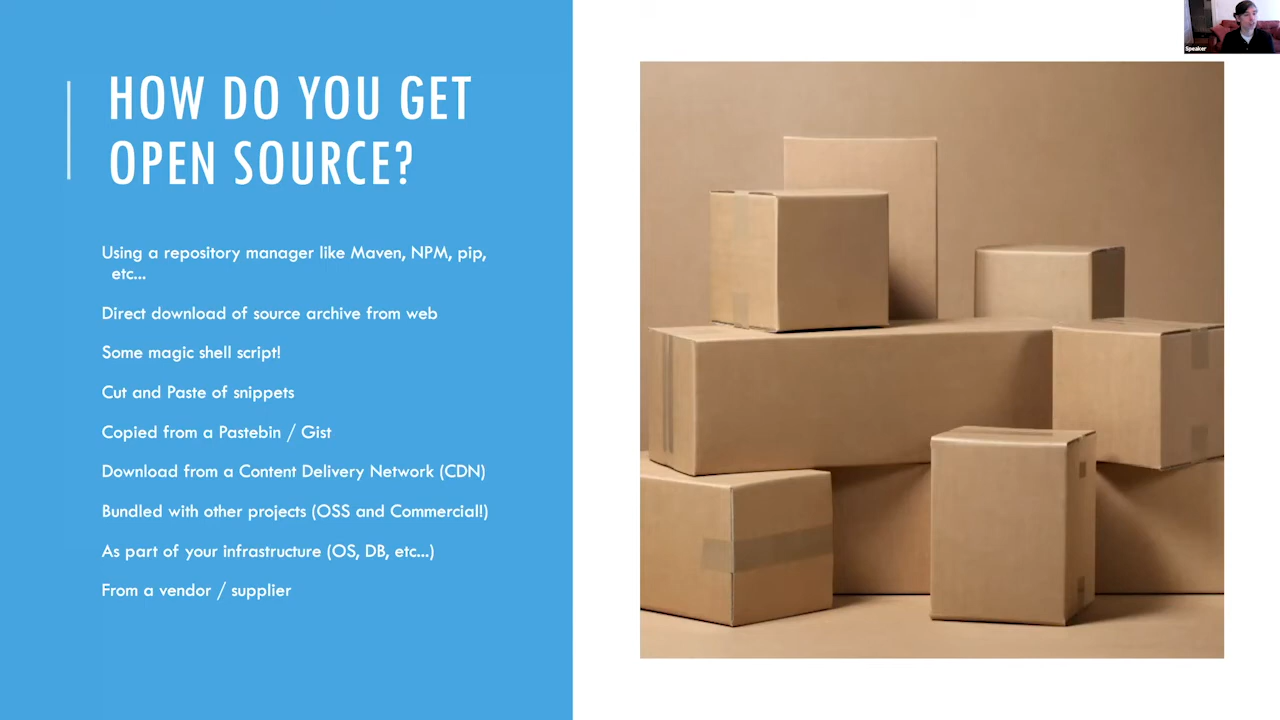 HOW DO YOU GET
OPEN SOURCE?
Using a repository manager like Maven, NPM, pip,
etc...
Direct download of source archive from web
Some magic shell script!
Cut and Paste of snippets
Copied from a Pastebin / Gist
Download from a Content Delivery Network (CDN)
Bundled with other projects (OSS and Commercial!)
As part of your infrastructure (OS, DB, etc...)
From a vendor / supplier
Speaker